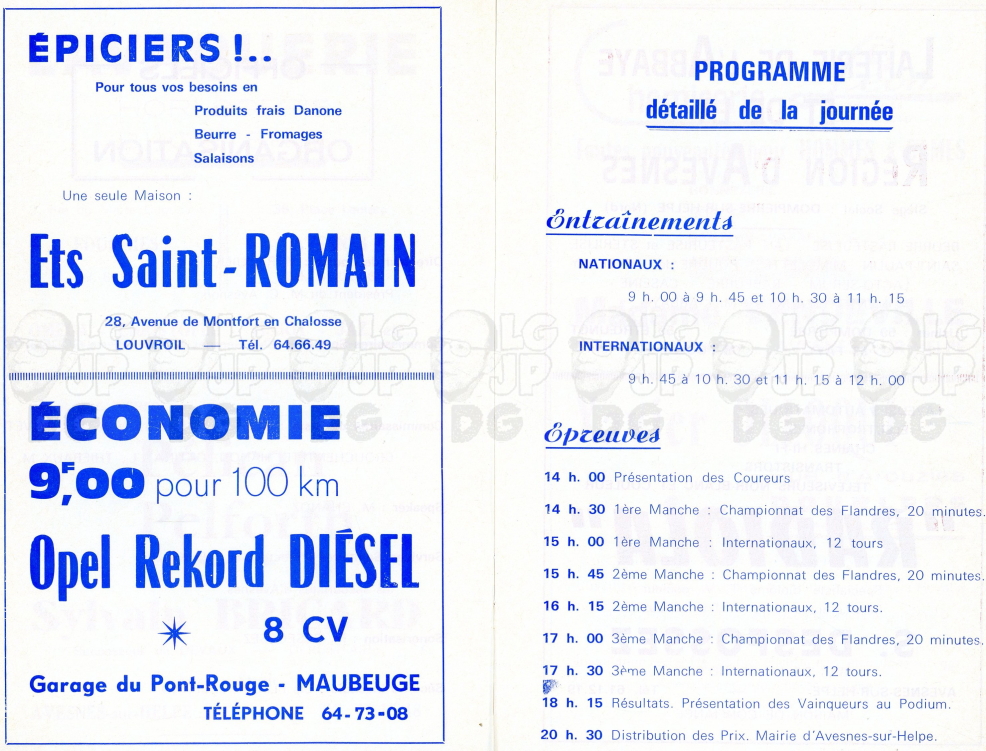 ÉPICIERS !..
Pour tous vos besoins en
Produits frais Danone
Beurre - Fromages
Salaisons
Une seule Maison :
Ets Saint-ROMAIN
28, Avenue de Montfort en Chalosse
LOUVROIL — Tél. 64.66.49
ÉCONOMIE
9F,00 pour 100 km
Opel Rekord DIÉSEL
8 CV
Garage du Pont-Rouge - MAUBEUGE
TÉLÉPHONE 64-73-08
PROGRAMME
détaillé de la journée
Entraînements
NATIONAUX :
9 h. 00 à 9 h. 45 et 10 h. 30 à 11 h. 15
INTERNATIONAUX :
9 h. 45 à 10 h. 30 et 11 h. 15 à 12 h. 00
Epreuves
14 h. 00 Présentation des Coureurs
14 h. 30 1ère Manche : Championnat des Flandres, 20 minutes.
15 h. 00 1ère Manche : Internationaux, 12 tours
15 h. 45 2ème Manche : Championnat des Flandres, 20 minutes.
16 h. 15 2ème Manche : Internationaux, 12 tours.
17 h. 00 3ème Manche : Championnat des Flandres, 20 minutes.
17 h. 30 3ème Manche : Internationaux, 12 tours.
18 h. 15 Résultats. Présentation des Vainqueurs au Podium.
20 h. 30 Distribution des Prix. Mairie d'Avesnes-sur-Helpe.
LG JP DG